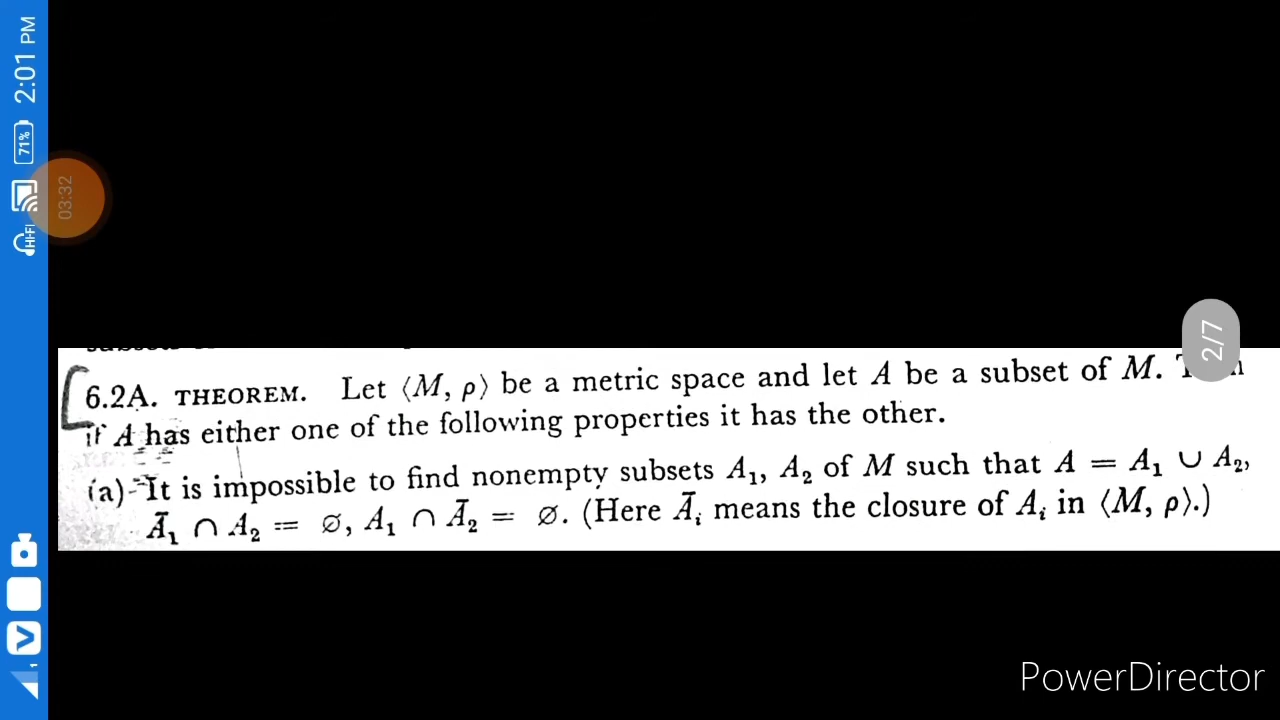 2:01 PM
71%
HI-FI
03:32
2/7
6.2A. THEOREM. Let ⟨M, ρ⟩ be a metric space and let A be a subset of M.
if A has either one of the following properties it has the other.
(a) It is impossible to find nonempty subsets A₁, A₂ of M such that A = A₁ ∪ A₂,
Ā₁ ∩ A₂ = ∅, A₁ ∩ Ā₂ = ∅. (Here Āᵢ means the closure of Aᵢ in ⟨M, ρ⟩.)
PowerDirector